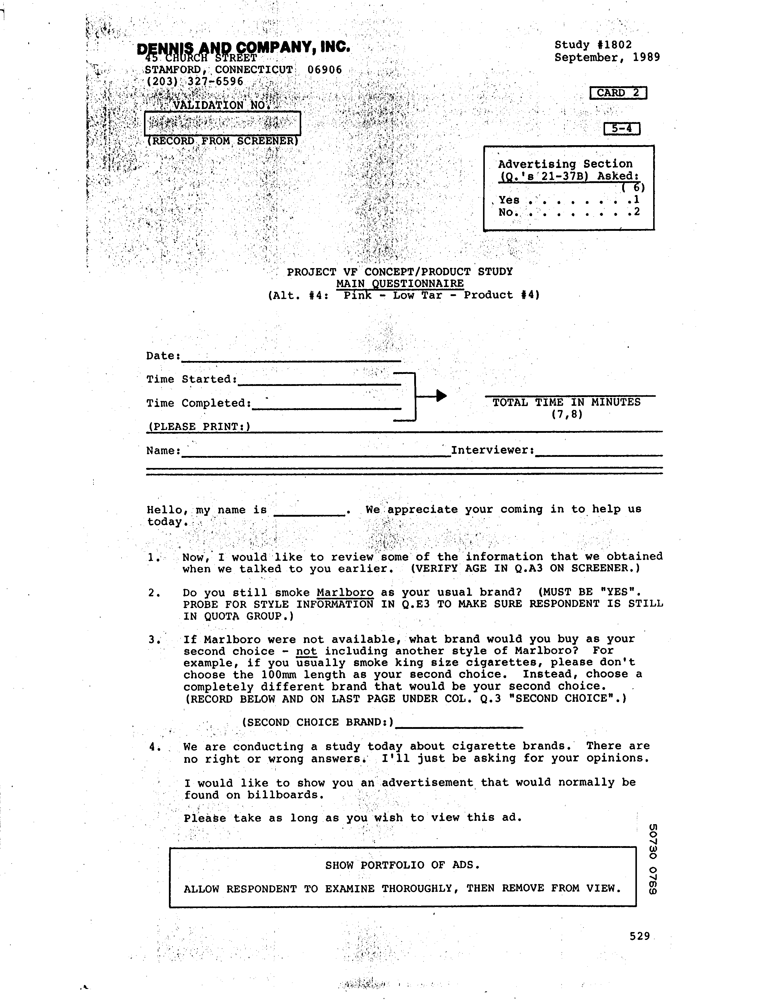 DENNIS AND COMPANY, INC.
45 CHURCH STREET
STAMFORD, CONNECTICUT 06906
(203) 327-6596
Study #1802
September, 1989
CARD 2
VALIDATION NO.
5-4
(RECORD FROM SCREENER)
Advertising Section
(Q.'s 21-37B) Asked:
( 6)
Yes . . . . . . . .1
No. . . . . . . . .2
PROJECT VF CONCEPT/PRODUCT STUDY
MAIN QUESTIONNAIRE
(Alt. #4: Pink - Low Tar - Product #4)
Date:
Time Started:
Time Completed:
TOTAL TIME IN MINUTES
(7,8)
(PLEASE PRINT:)
Name: Interviewer:
Hello, my name is __________. We appreciate your coming in to help us
today.
1. Now, I would like to review some of the information that we obtained
when we talked to you earlier. (VERIFY AGE IN Q.A3 ON SCREENER.)
2. Do you still smoke Marlboro as your usual brand? (MUST BE "YES".
PROBE FOR STYLE INFORMATION IN Q.E3 TO MAKE SURE RESPONDENT IS STILL
IN QUOTA GROUP.)
3. If Marlboro were not available, what brand would you buy as your
second choice - not including another style of Marlboro? For
example, if you usually smoke king size cigarettes, please don't
choose the 100mm length as your second choice. Instead, choose a
completely different brand that would be your second choice.
(RECORD BELOW AND ON LAST PAGE UNDER COL. Q.3 "SECOND CHOICE".)
(SECOND CHOICE BRAND:)
4. We are conducting a study today about cigarette brands. There are
no right or wrong answers. I'll just be asking for your opinions.
I would like to show you an advertisement that would normally be
found on billboards.
Please take as long as you wish to view this ad.
SHOW PORTFOLIO OF ADS.
ALLOW RESPONDENT TO EXAMINE THOROUGHLY, THEN REMOVE FROM VIEW.
50730 0769
529